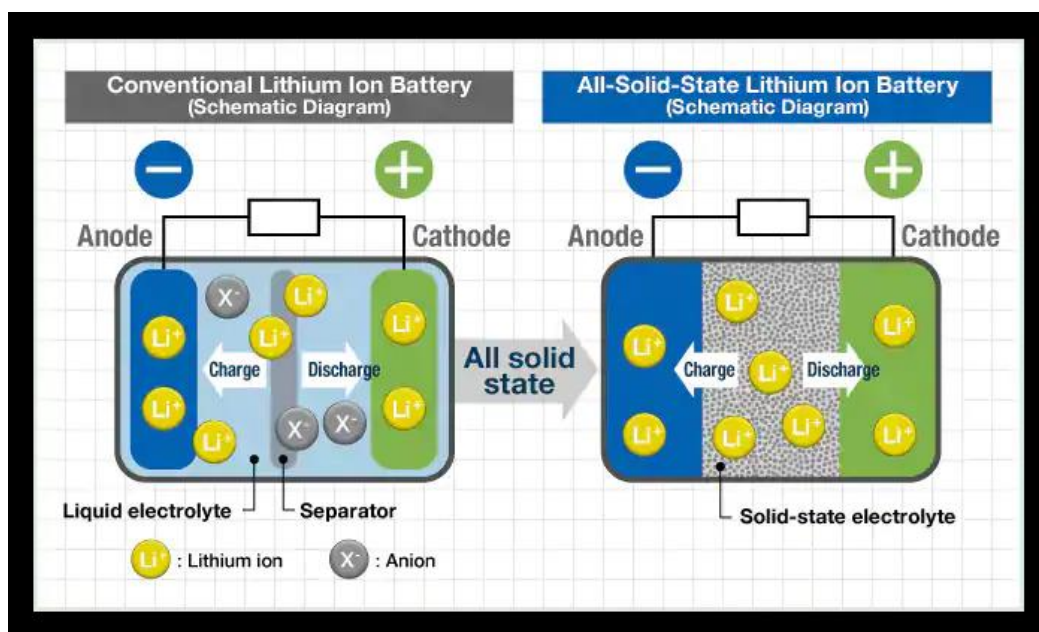 Conventional Lithium Ion Battery
(Schematic Diagram)
All-Solid-State Lithium Ion Battery
(Schematic Diagram)
− +
− +
Anode
Cathode
Anode
Cathode
X⁻
Li⁺
Li⁺
Li⁺
Li⁺
Charge
Discharge
Li⁺
Li⁺
Li⁺
X⁻
X⁻
All solid
state
Li⁺
Li⁺
Li⁺
Charge
Li⁺
Discharge
Li⁺
Li⁺
Li⁺
Li⁺
Liquid electrolyte
Separator
Solid-state electrolyte
Li⁺ : Lithium ion
X⁻ : Anion